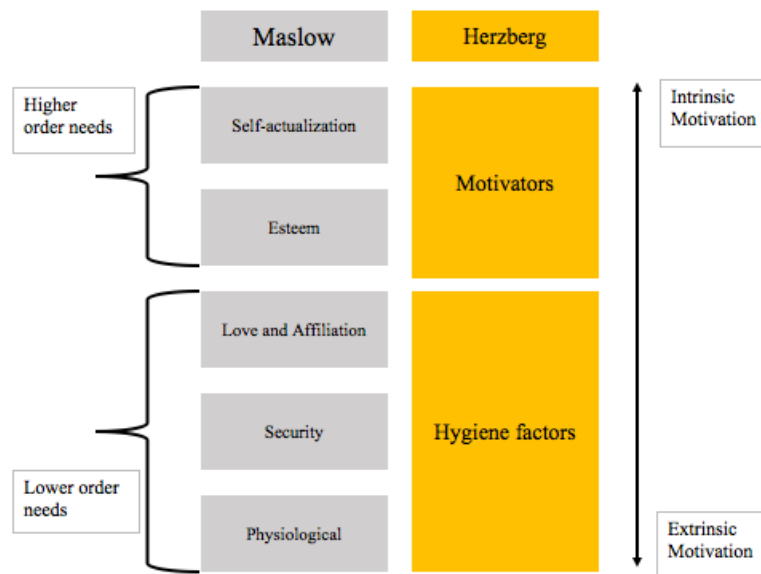 Maslow
Herzberg
Higher
order needs
Self-actualization
Esteem
Motivators
Intrinsic
Motivation
Love and Affiliation
Security
Physiological
Hygiene factors
Lower order
needs
Extrinsic
Motivation